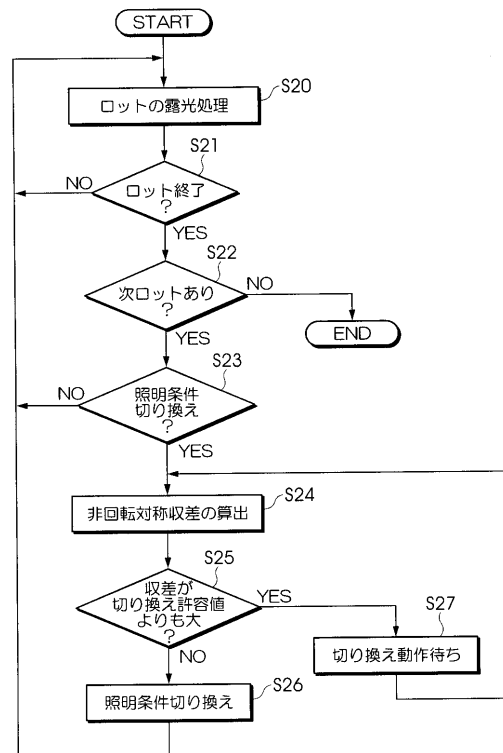 START
S20
ロットの露光処理
S21
NO
ロット終了
?
YES
S22
次ロットあり
?
NO
YES
END
S23
NO
照明条件
切り換え
?
YES
S24
非回転対称収差の算出
S25
収差が
切り換え許容値
よりも大
?
YES
S27
NO
切り換え動作待ち
S26
照明条件切り換え